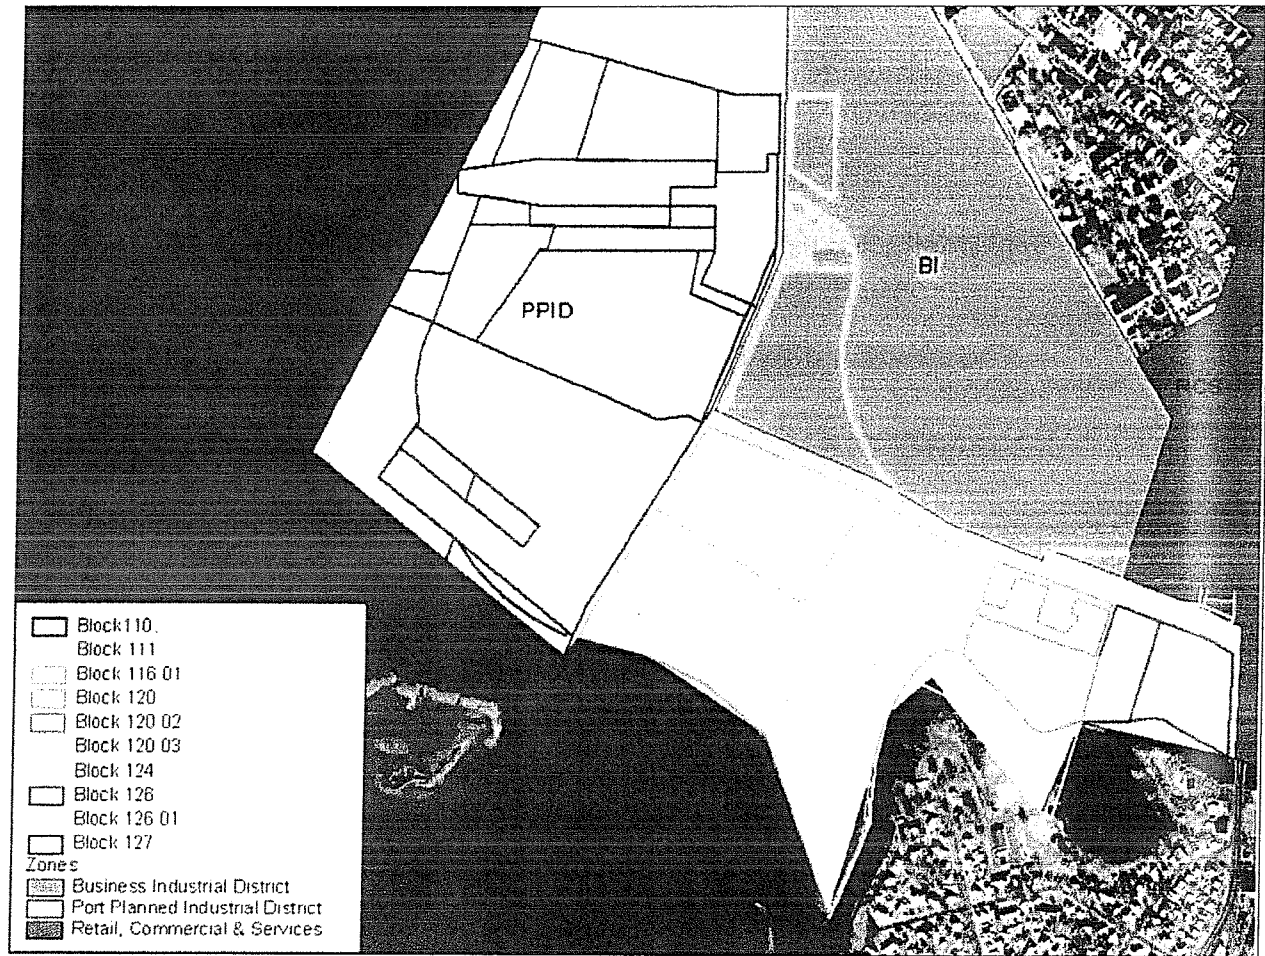 BI
PPID
Block110.
Block 111
Block 116 01
Block 120
Block 120 02
Block 120 03
Block 124
Block 126
Block 126 01
Block 127
Zones
Business Industrial District
Port Planned Industrial District
Retail, Commercial & Services